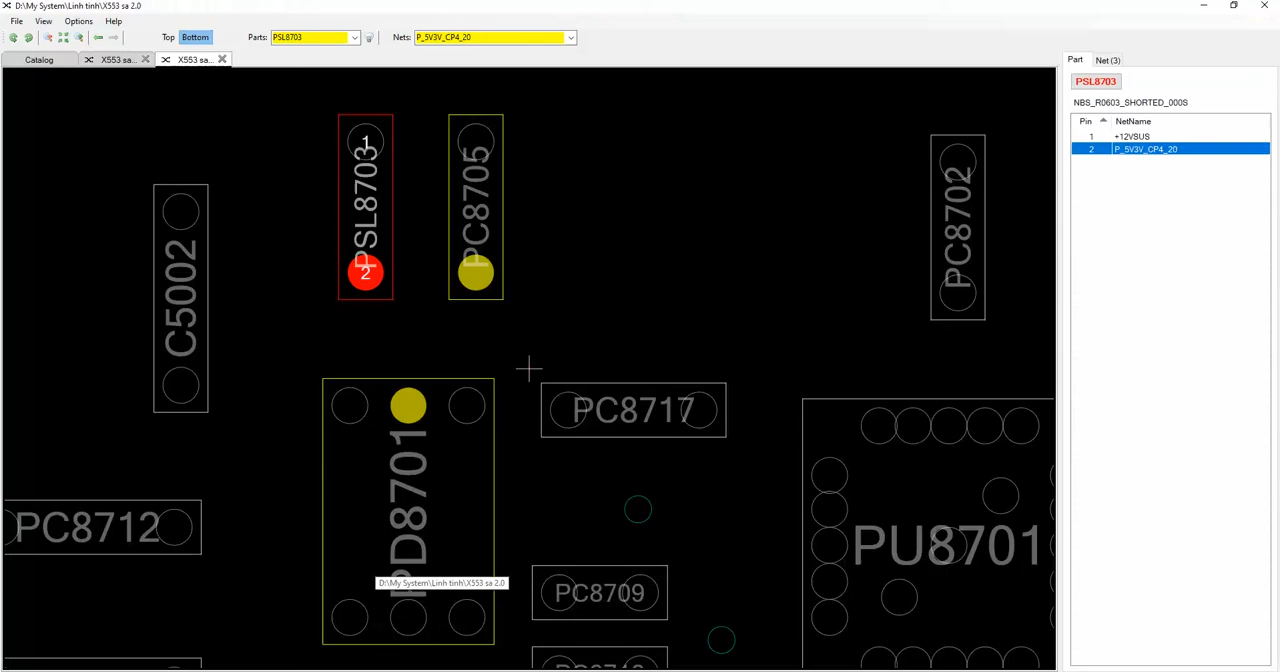 D:\My System\Linh tinh\X553 sa 2.0
File View Options Help
Top Bottom Parts: PSL8703 Nets: P_5V3V_CP4_20
Catalog X553 sa... X553 sa...
Part Net (3)
PSL8703
NBS_R0603_SHORTED_000S
Pin NetName
1 +12VSUS
2 P_5V3V_CP4_20
1
PSL8703
2
PC8705
PC8702
C5002
PD8701
PC8717
PC8712
PU8701
D:\My System\Linh tinh\X553 sa 2.0
PC8709